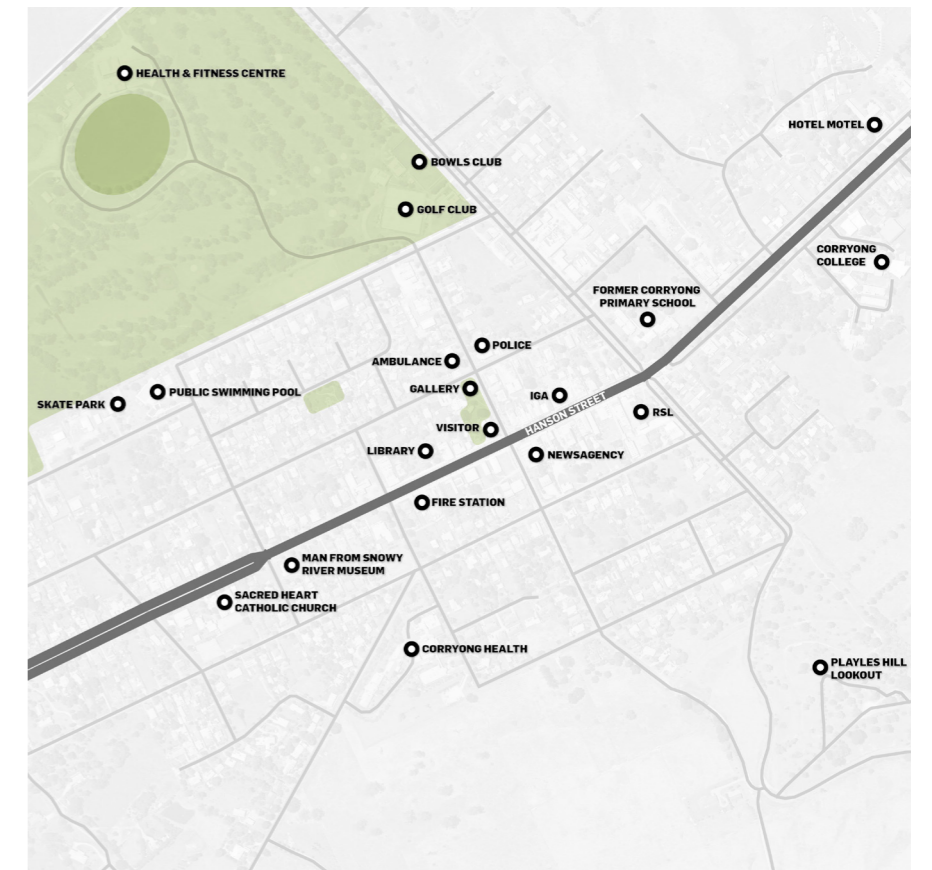 HEALTH & FITNESS CENTRE
HOTEL MOTEL
BOWLS CLUB
GOLF CLUB
CORRYONG
COLLEGE
FORMER CORRYONG
PRIMARY SCHOOL
POLICE
AMBULANCE
GALLERY
PUBLIC SWIMMING POOL
SKATE PARK
IGA
HANSON STREET
RSL
VISITOR
LIBRARY
NEWSAGENCY
FIRE STATION
MAN FROM SNOWY
RIVER MUSEUM
SACRED HEART
CATHOLIC CHURCH
CORRYONG HEALTH
PLAYLES HILL
LOOKOUT